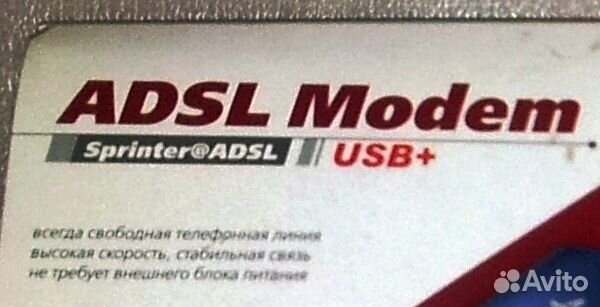 ADSL Modem
Sprinter@ADSL USB+
всегда свободная телефонная линия
высокая скорость, стабильная связь
не требует внешнего блока питания
Avito